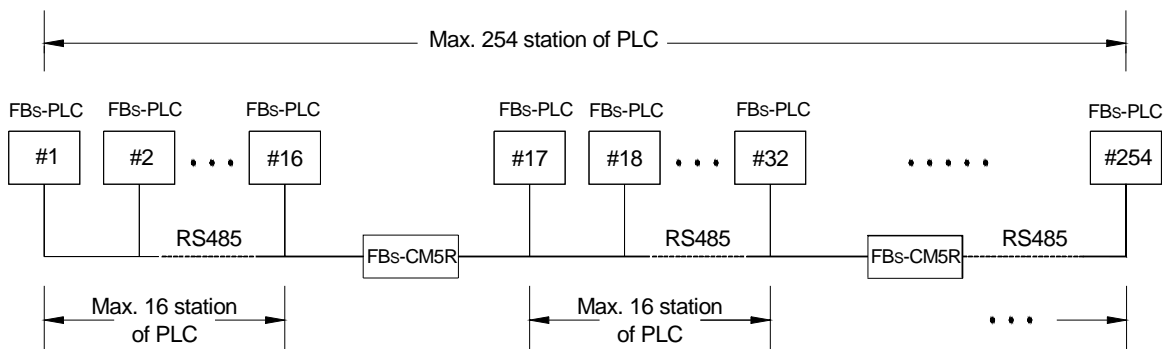 Max. 254 station of PLC
FBs-PLC FBs-PLC FBs-PLC FBs-PLC FBs-PLC FBs-PLC FBs-PLC
#1 #2 #16 #17 #18 #32 #254
RS485 RS485 RS485
FBs-CM5R FBs-CM5R
Max. 16 station Max. 16 station
of PLC of PLC